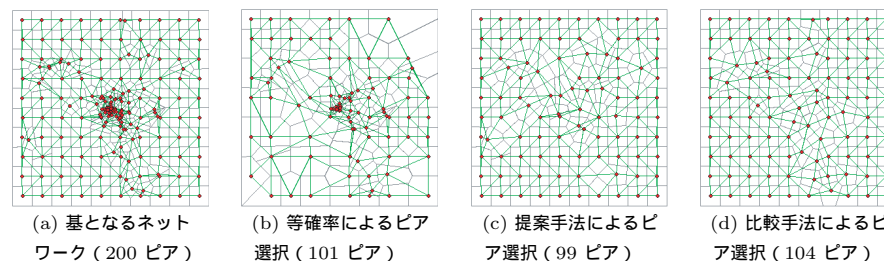 (a) 基となるネット
ワーク ( 200 ピア )
(b) 等確率によるピア
選択 ( 101 ピア )
(c) 提案手法によるピ
ア選択 ( 99 ピア )
(d) 比較手法によるピ
ア選択 ( 104 ピア )